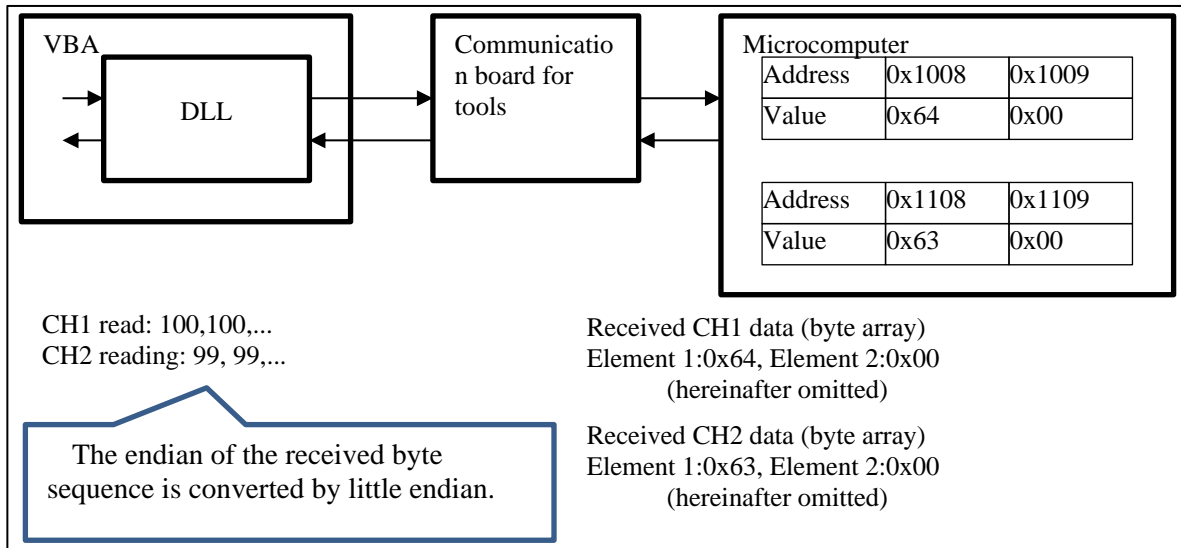 VBA
DLL
Communicatio
n board for
tools
Microcomputer
Address 0x1008 0x1009
Value 0x64 0x00
Address 0x1108 0x1109
Value 0x63 0x00
CH1 read: 100,100,...
CH2 reading: 99, 99,...
The endian of the received byte
sequence is converted by little endian.
Received CH1 data (byte array)
Element 1:0x64, Element 2:0x00
(hereinafter omitted)
Received CH2 data (byte array)
Element 1:0x63, Element 2:0x00
(hereinafter omitted)